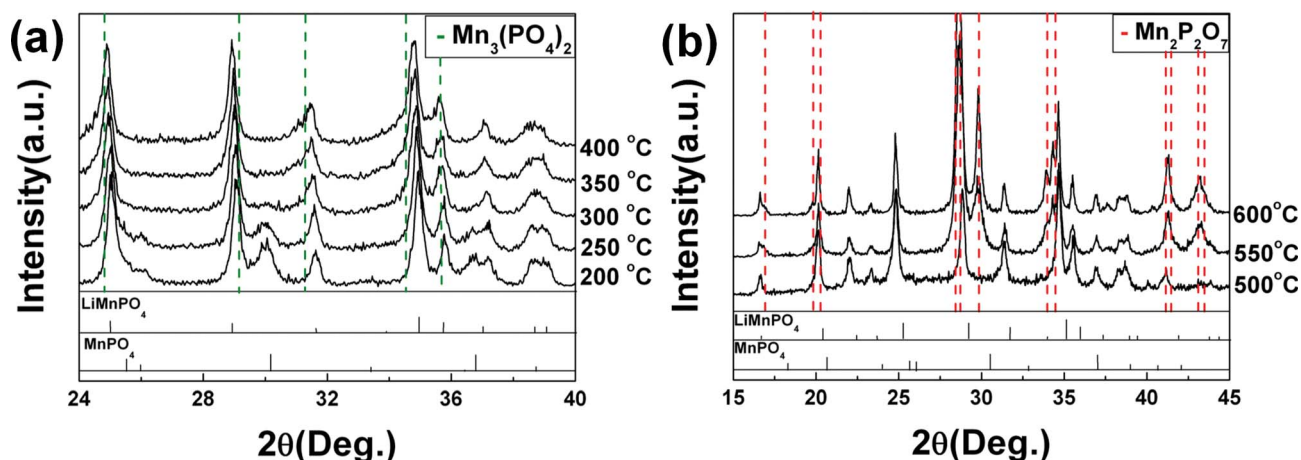 (a)
Mn3(PO4)2
Intensity(a.u.)
400 °C
350 °C
300 °C
250 °C
200 °C
LiMnPO4
MnPO4
24 28 32 36 40
2θ(Deg.)
(b)
Mn2P2O7
Intensity(a.u.)
600°C
550°C
500°C
LiMnPO4
MnPO4
15 20 25 30 35 40 45
2θ(Deg.)